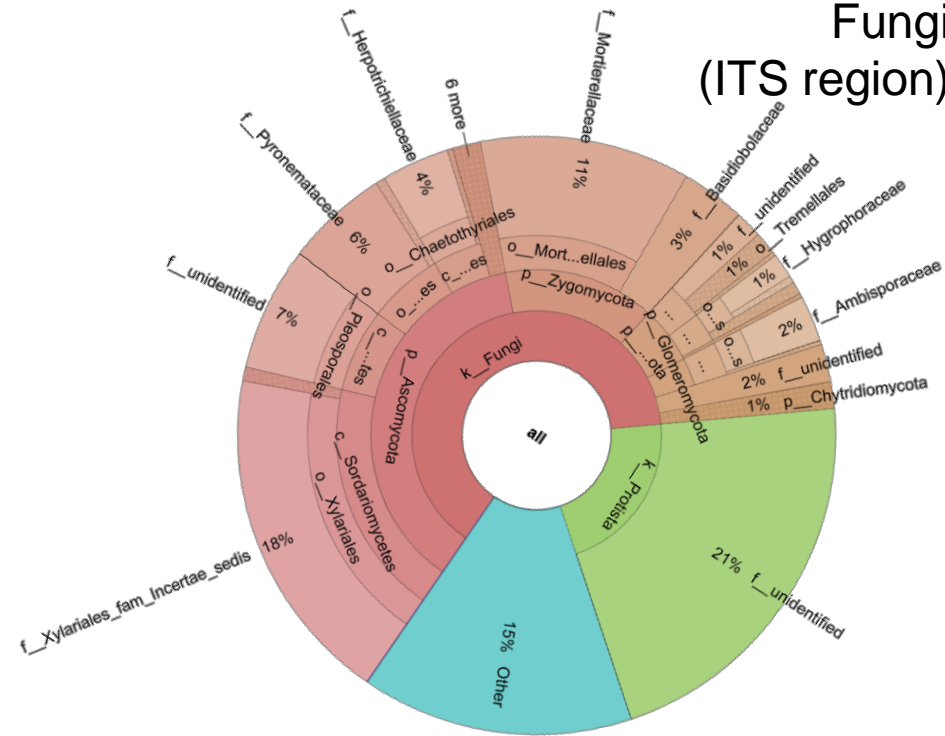 Fungi
(ITS region)
f__Mortierellaceae
11%
f__Herpotrichiellaceae
4%
6 more
f__Pyronemataceae
6%
f__unidentified
7%
f__Xylariales_fam_Incertae_sedis
18%
f__Basidiobolaceae
3%
f__unidentified
1%
o__Tremellales
1%
f__Hygrophoraceae
1%
f__Ambisporaceae
2%
f__unidentified
2%
p__Chytridiomycota
1%
o__Chaetothyriales
c__...es
o__...es
o__Pleosporales
c__...tes
o__Mort...ellales
p__Zygomycota
p__...ota
p__Glomeromycota
...
...
...
o...s
o...s
p__Ascomycota
c__Sordariomycetes
o__Xylariales
k__Fungi
all
k__Protista
21% f__unidentified
15% Other